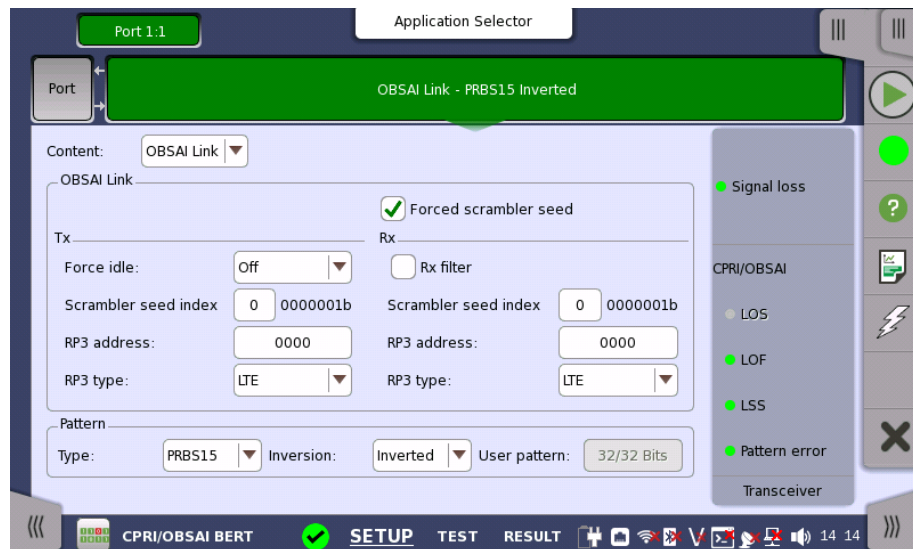 Port 1:1
Application Selector
Port
OBSAI Link - PRBS15 Inverted
Content:
OBSAI Link
OBSAI Link
Forced scrambler seed
Tx
Rx
Force idle:
Off
Rx filter
Scrambler seed index
0
0000001b
Scrambler seed index
0
0000001b
RP3 address:
0000
RP3 address:
0000
RP3 type:
LTE
RP3 type:
LTE
Pattern
Type:
PRBS15
Inversion:
Inverted
User pattern:
32/32 Bits
Signal loss
CPRI/OBSAI
LOS
LOF
LSS
Pattern error
Transceiver
CPRI/OBSAI BERT
SETUP
TEST
RESULT
14 14